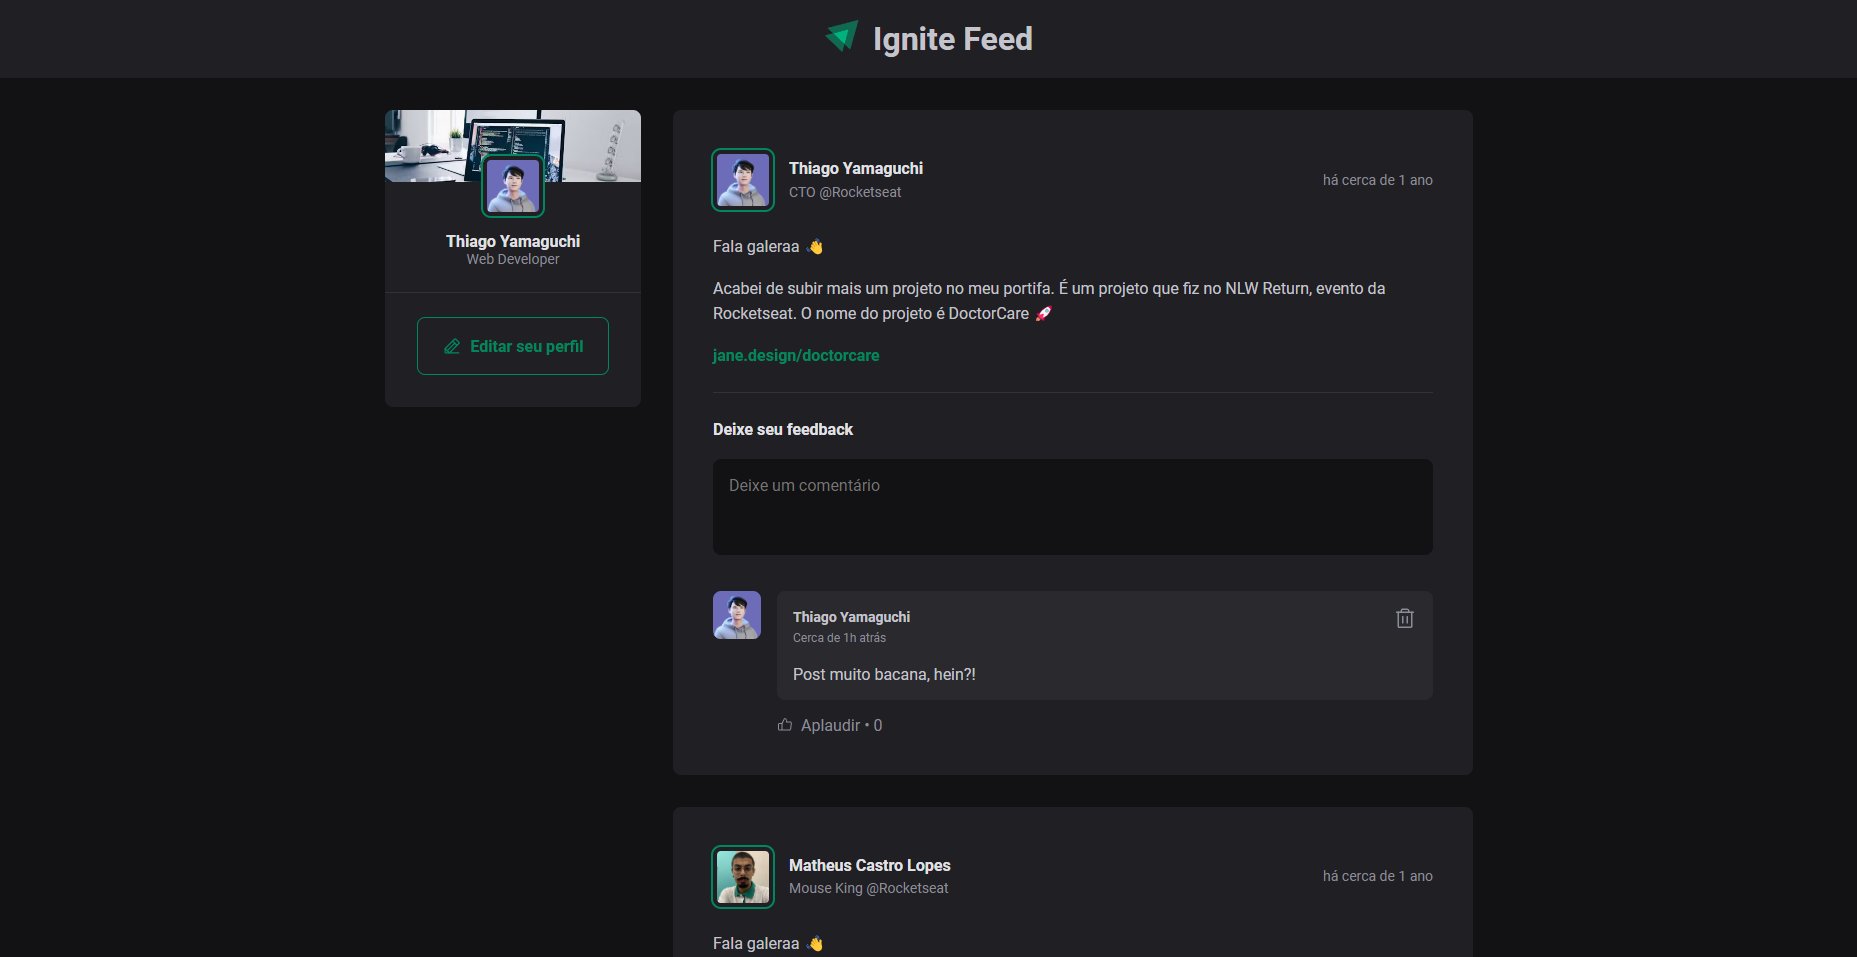 Ignite Feed
Thiago Yamaguchi
Web Developer
Editar seu perfil
Thiago Yamaguchi
CTO @Rocketseat
há cerca de 1 ano
Fala galeraa 👋
Acabei de subir mais um projeto no meu portifa. É um projeto que fiz no NLW Return, evento da
Rocketseat. O nome do projeto é DoctorCare 🚀
jane.design/doctorcare
Deixe seu feedback
Deixe um comentário
Thiago Yamaguchi
Cerca de 1h atrás
Post muito bacana, hein?!
Aplaudir • 0
Matheus Castro Lopes
Mouse King @Rocketseat
há cerca de 1 ano
Fala galeraa 👋